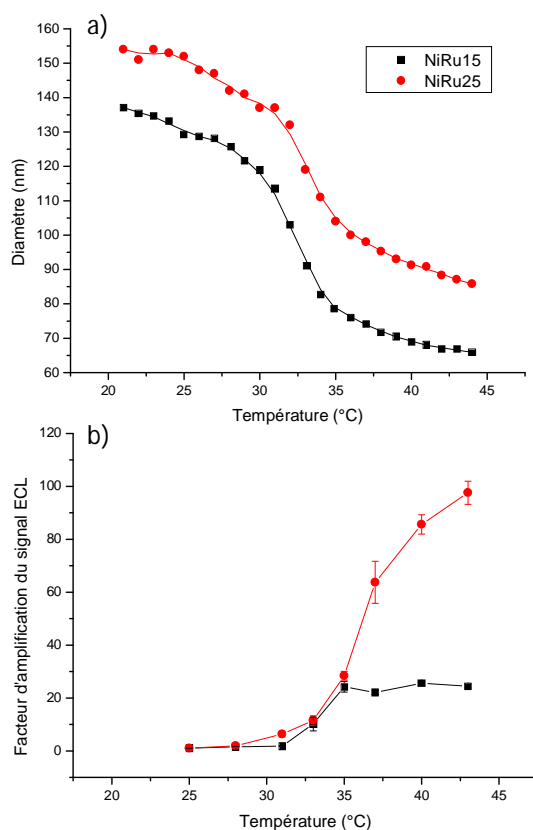 a)
NiRu15
NiRu25
160
150
140
130
120
110
100
90
80
70
60
Diamètre (nm)
20 25 30 35 40 45
Température (°C)
b)
120
100
80
60
40
20
0
Facteur d'amplification du signal ECL
20 25 30 35 40 45
Température (°C)